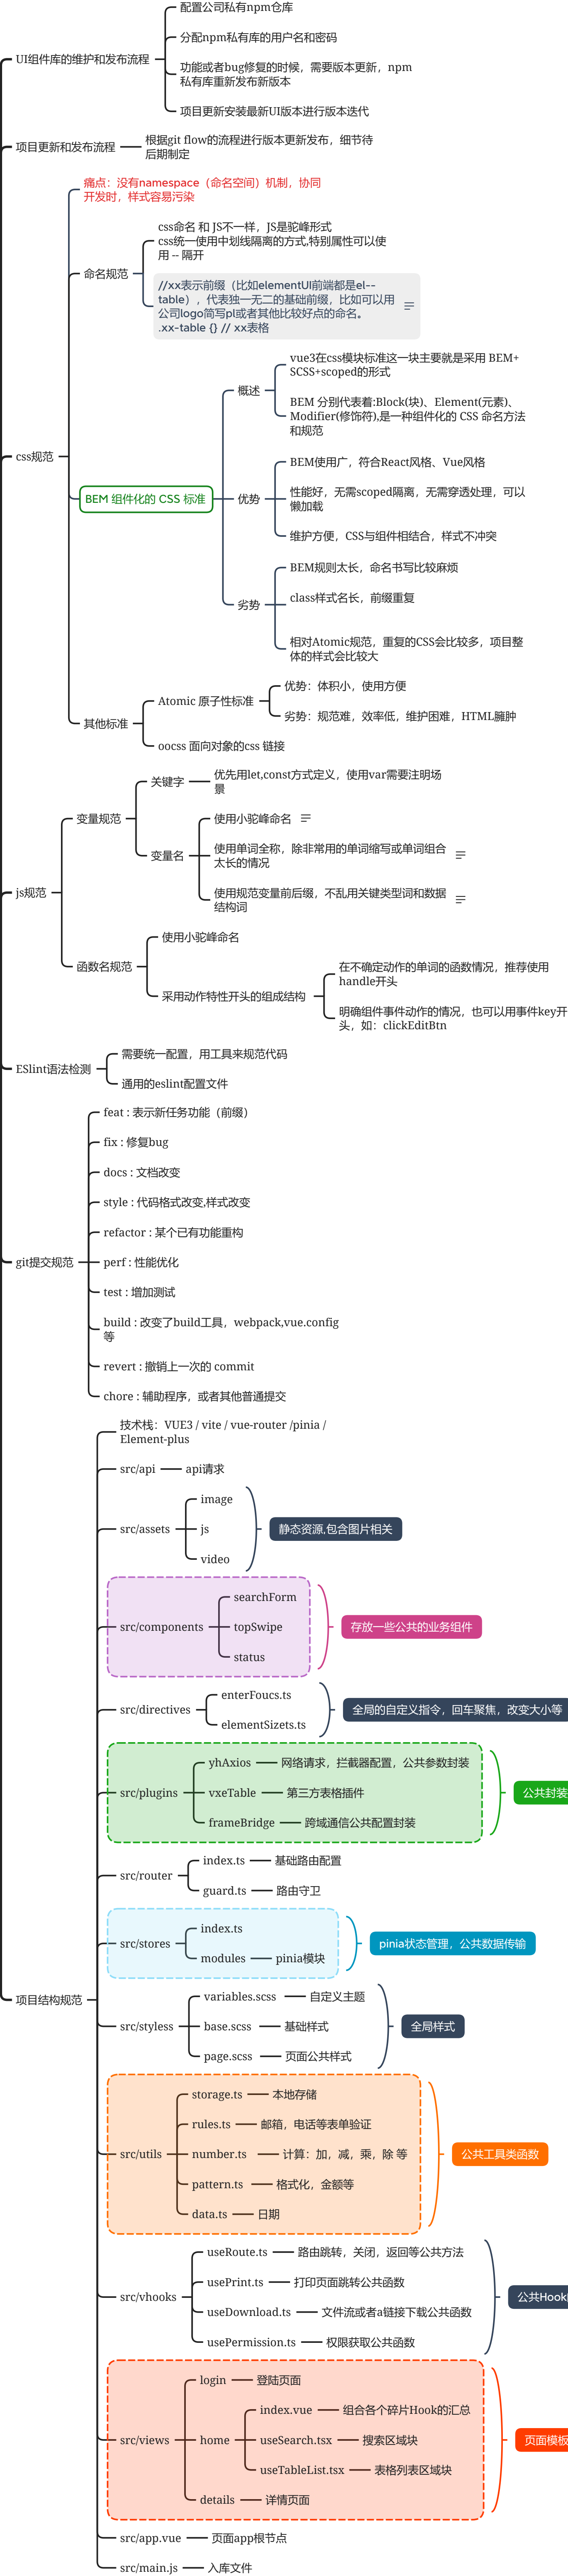 配置公司私有npm仓库
UI组件库的维护和发布流程
分配npm私有库的用户名和密码
功能或者bug修复的时候，需要版本更新，npm
私有库重新发布新版本
项目更新安装最新UI版本进行版本迭代
项目更新和发布流程
根据git flow的流程进行版本更新发布，细节待
后期制定
css规范
痛点：没有namespace（命名空间）机制，协同
开发时，样式容易污染
命名规范
css命名 和 JS不一样，JS是驼峰形式
css统一使用中划线隔离的方式,特别属性可以使
用 -- 隔开
//xx表示前缀（比如elementUI前端都是el--
table），代表独一无二的基础前缀，比如可以用
公司logo简写pl或者其他比较好点的命名。
.xx-table {} // xx表格
BEM 组件化的 CSS 标准
概述
vue3在css模块标准这一块主要就是采用 BEM+
SCSS+scoped的形式
BEM 分别代表着:Block(块)、Element(元素)、
Modifier(修饰符),是一种组件化的 CSS 命名方法
和规范
优势
BEM使用广，符合React风格、Vue风格
性能好，无需scoped隔离，无需穿透处理，可以
懒加载
维护方便，CSS与组件相结合，样式不冲突
劣势
BEM规则太长，命名书写比较麻烦
class样式名长，前缀重复
相对Atomic规范，重复的CSS会比较多，项目整
体的样式会比较大
其他标准
Atomic 原子性标准
优势：体积小，使用方便
劣势：规范难，效率低，维护困难，HTML臃肿
oocss 面向对象的css 链接
js规范
变量规范
关键字
优先用let,const方式定义，使用var需要注明场
景
变量名
使用小驼峰命名
使用单词全称，除非常用的单词缩写或单词组合
太长的情况
使用规范变量前后缀，不乱用关键类型词和数据
结构词
函数名规范
使用小驼峰命名
采用动作特性开头的组成结构
在不确定动作的单词的函数情况，推荐使用
handle开头
明确组件事件动作的情况，也可以用事件key开
头，如：clickEditBtn
ESlint语法检测
需要统一配置，用工具来规范代码
通用的eslint配置文件
git提交规范
feat : 表示新任务功能（前缀）
fix : 修复bug
docs : 文档改变
style : 代码格式改变,样式改变
refactor : 某个已有功能重构
perf : 性能优化
test : 增加测试
build : 改变了build工具，webpack,vue.config
等
revert : 撤销上一次的 commit
chore : 辅助程序，或者其他普通提交
项目结构规范
技术栈：VUE3 / vite / vue-router /pinia /
Element-plus
src/api
api请求
src/assets
image
js
video
静态资源,包含图片相关
src/components
searchForm
topSwipe
status
存放一些公共的业务组件
src/directives
enterFoucs.ts
elementSizets.ts
全局的自定义指令，回车聚焦，改变大小等
src/plugins
yhAxios
网络请求，拦截器配置，公共参数封装
vxeTable
第三方表格插件
frameBridge
跨域通信公共配置封装
公共封装
src/router
index.ts
基础路由配置
guard.ts
路由守卫
src/stores
index.ts
modules
pinia模块
pinia状态管理，公共数据传输
src/styless
variables.scss
自定义主题
base.scss
基础样式
page.scss
页面公共样式
全局样式
src/utils
storage.ts
本地存储
rules.ts
邮箱，电话等表单验证
number.ts
计算：加，减，乘，除 等
pattern.ts
格式化，金额等
data.ts
日期
公共工具类函数
src/vhooks
useRoute.ts
路由跳转，关闭，返回等公共方法
usePrint.ts
打印页面跳转公共函数
useDownload.ts
文件流或者a链接下载公共函数
usePermission.ts
权限获取公共函数
公共Hook
src/views
login
登陆页面
home
index.vue
组合各个碎片Hook的汇总
useSearch.tsx
搜索区域块
useTableList.tsx
表格列表区域块
details
详情页面
页面模板
src/app.vue
页面app根节点
src/main.js
入库文件